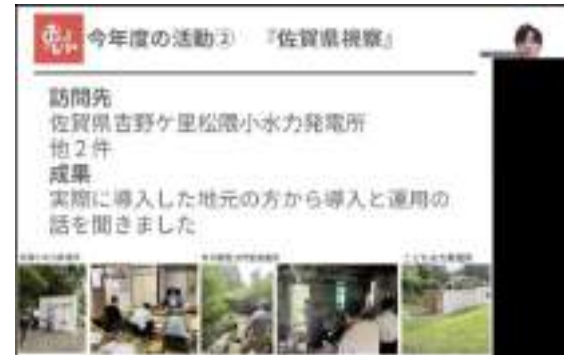 今年度の活動② 『佐賀県視察』
訪問先
佐賀県吉野ケ里松隈小水力発電所
他2件
成果
実際に導入した地元の方から導入と運用の
話を聞きました